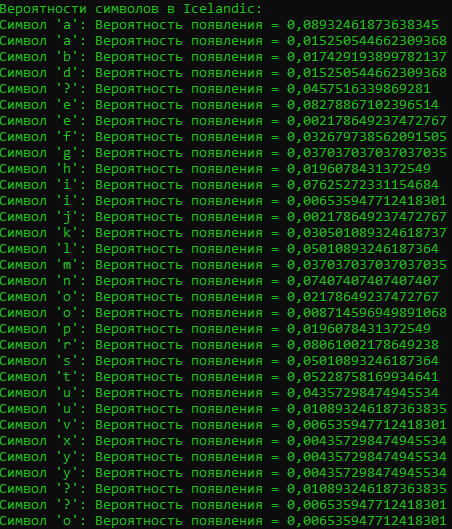 Вероятности символов в Icelandic:
Символ 'a': Вероятность появления = 0,08932461873638345
Символ 'a': Вероятность появления = 0,015250544662309368
Символ 'b': Вероятность появления = 0,017429193899782137
Символ 'd': Вероятность появления = 0,015250544662309368
Символ '?': Вероятность появления = 0,0457516339869281
Символ 'e': Вероятность появления = 0,08278867102396514
Символ 'e': Вероятность появления = 0,002178649237472767
Символ 'f': Вероятность появления = 0,032679738562091505
Символ 'g': Вероятность появления = 0,037037037037037035
Символ 'h': Вероятность появления = 0,0196078431372549
Символ 'i': Вероятность появления = 0,07625272331154684
Символ 'i': Вероятность появления = 0,006535947712418301
Символ 'j': Вероятность появления = 0,002178649237472767
Символ 'k': Вероятность появления = 0,030501089324618737
Символ 'l': Вероятность появления = 0,05010893246187364
Символ 'm': Вероятность появления = 0,037037037037037035
Символ 'n': Вероятность появления = 0,07407407407407407
Символ 'o': Вероятность появления = 0,02178649237472767
Символ 'o': Вероятность появления = 0,008714596949891068
Символ 'p': Вероятность появления = 0,0196078431372549
Символ 'r': Вероятность появления = 0,08061002178649238
Символ 's': Вероятность появления = 0,05010893246187364
Символ 't': Вероятность появления = 0,05228758169934641
Символ 'u': Вероятность появления = 0,04357298474945534
Символ 'u': Вероятность появления = 0,010893246187363835
Символ 'v': Вероятность появления = 0,006535947712418301
Символ 'x': Вероятность появления = 0,004357298474945534
Символ 'y': Вероятность появления = 0,004357298474945534
Символ 'y': Вероятность появления = 0,004357298474945534
Символ '?': Вероятность появления = 0,010893246187363835
Символ '?': Вероятность появления = 0,006535947712418301
Символ 'o': Вероятность появления = 0,006535947712418301